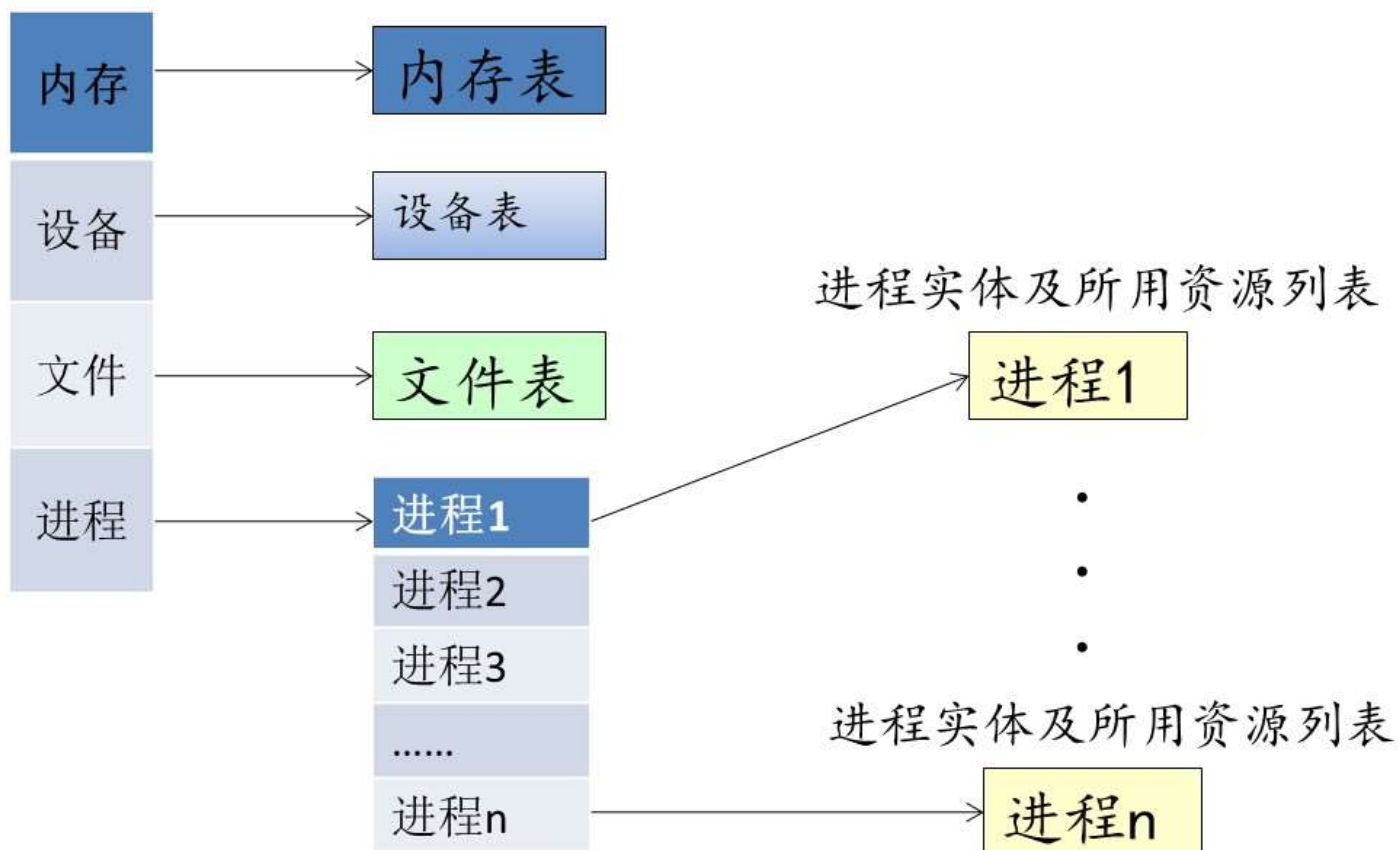 内存
内存表
设备
设备表
文件
文件表
进程
进程1
进程2
进程3
......
进程n
进程实体及所用资源列表
进程1
进程实体及所用资源列表
进程n